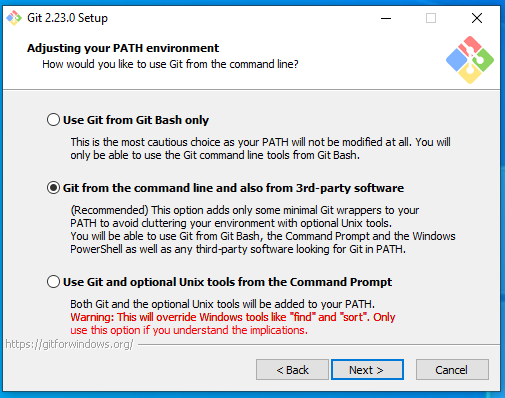 Git 2.23.0 Setup
Adjusting your PATH environment
How would you like to use Git from the command line?
Use Git from Git Bash only
This is the most cautious choice as your PATH will not be modified at all. You will
only be able to use the Git command line tools from Git Bash.
Git from the command line and also from 3rd-party software
(Recommended) This option adds only some minimal Git wrappers to your
PATH to avoid cluttering your environment with optional Unix tools.
You will be able to use Git from Git Bash, the Command Prompt and the Windows
PowerShell as well as any third-party software looking for Git in PATH.
Use Git and optional Unix tools from the Command Prompt
Both Git and the optional Unix tools will be added to your PATH.
Warning: This will override Windows tools like "find" and "sort". Only
use this option if you understand the implications.
https://gitforwindows.org/
< Back
Next >
Cancel